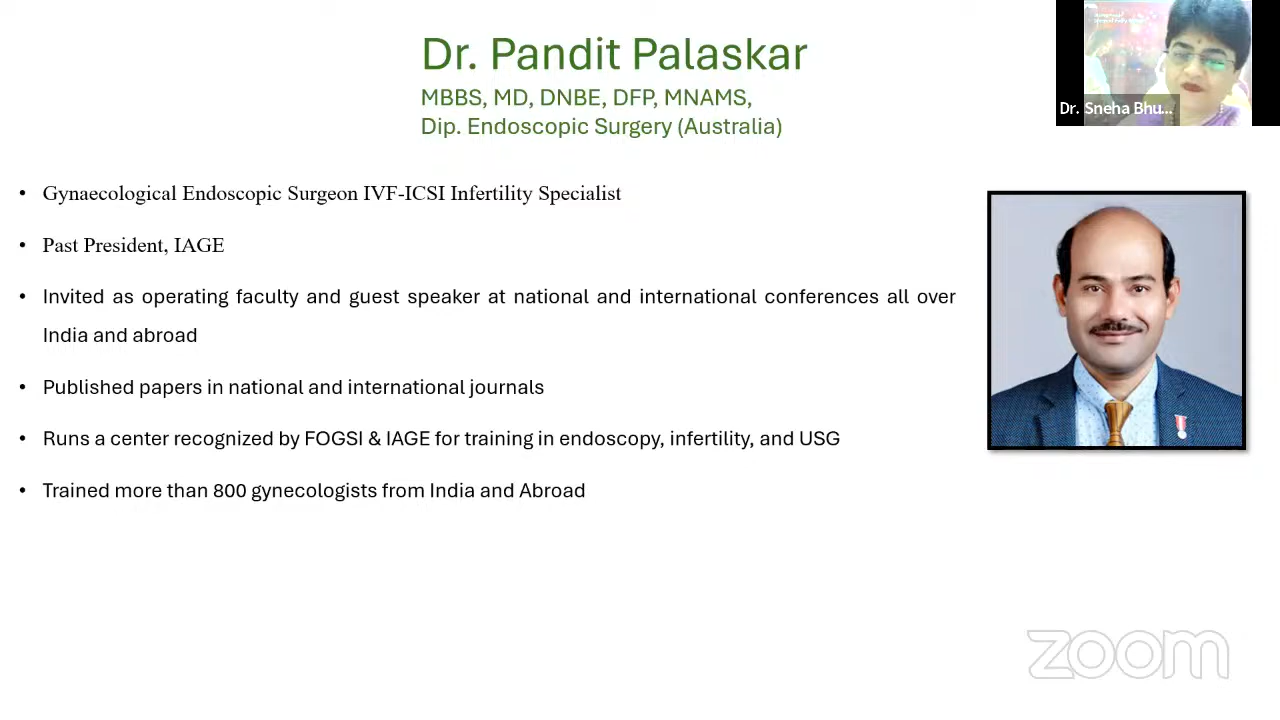 Dr. Pandit Palaskar
MBBS, MD, DNBE, DFP, MNAMS,
Dip. Endoscopic Surgery (Australia)
Dr. Sneha Bhu...
• Gynaecological Endoscopic Surgeon IVF-ICSI Infertility Specialist
• Past President, IAGE
• Invited as operating faculty and guest speaker at national and international conferences all over
India and abroad
• Published papers in national and international journals
• Runs a center recognized by FOGSI & IAGE for training in endoscopy, infertility, and USG
• Trained more than 800 gynecologists from India and Abroad
zoom